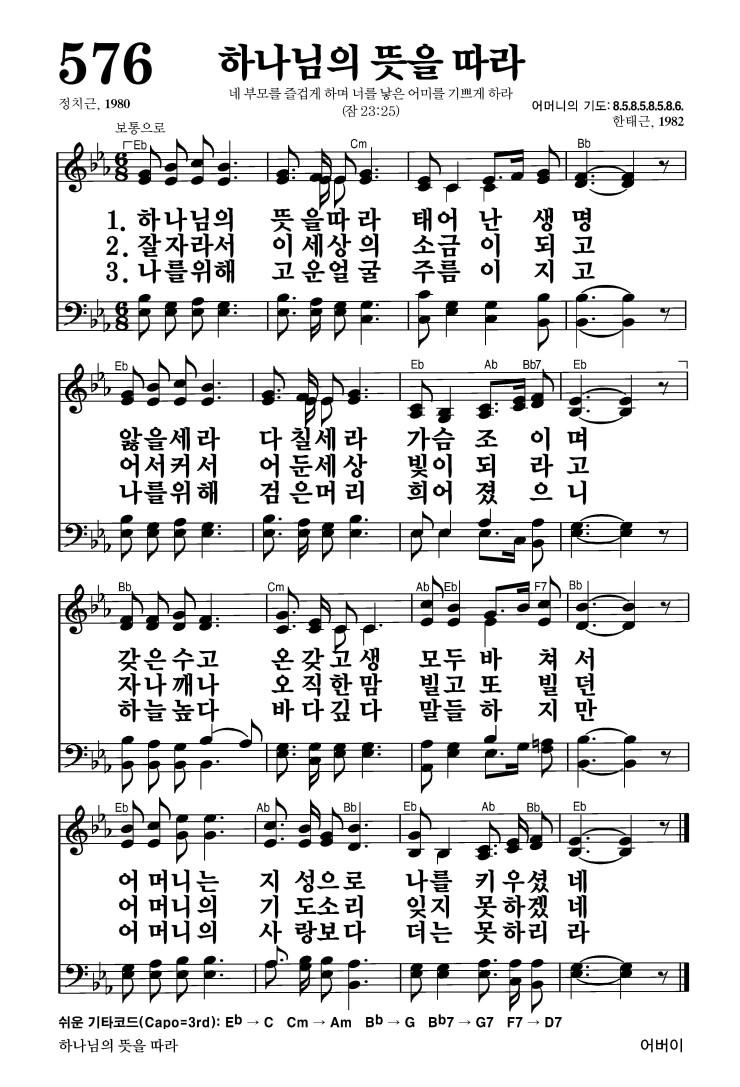 576 하나님의 뜻을 따라
네 부모를 즐겁게 하며 너를 낳은 어미를 기쁘게 하라
(잠 23:25)
정치근, 1980
어머니의 기도: 8.5.8.5.8.5.8.6.
한태근, 1982
보통으로
Eb Cm Bb
6 8
1. 하나님의 뜻을따라 태어 난 생 명
2. 잘자라서 이세상의 소금 이 되 고
3. 나를위해 고운얼굴 주름 이 지 고
6 8
Eb Eb Ab Bb7 Eb
앓을세라 다칠세라 가슴 조 이 며
어서커서 어둔세상 빛이 되 라 고
나를위해 검은머리 희어 졌 으 니
Bb Cm Ab Eb F7 Bb
갖은수고 온갖고생 모두 바 쳐 서
자나깨나 오직한맘 빌고 또 빌 던
하늘높다 바다깊다 말들 하 지 만
Eb Ab Bb Eb Ab Bb Eb
어머니는 지성으로 나를 키우셨네
어머니의 기도소리 잊지 못하겠네
어머니의 사랑보다 더는 못하리라
쉬운 기타코드(Capo=3rd): Eb → C Cm → Am Bb → G Bb7 → G7 F7 → D7
하나님의 뜻을 따라
어버이